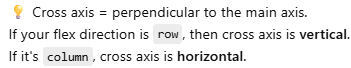 💡 Cross axis = perpendicular to the main axis.
If your flex direction is row, then cross axis is vertical.
If it's column, cross axis is horizontal.